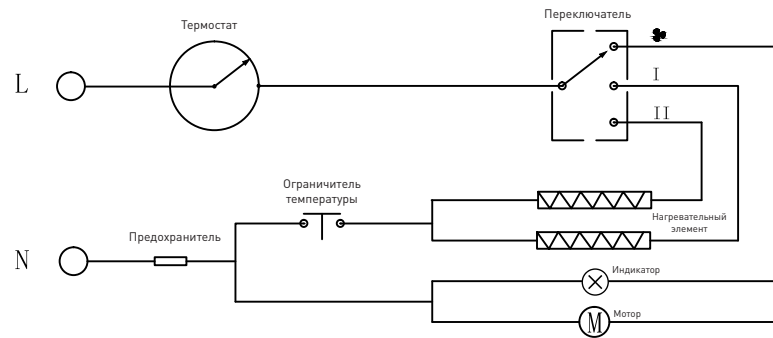 Переключатель
Термостат
L
I
II
Ограничитель
температуры
Нагревательный
элемент
Предохранитель
N
Индикатор
Мотор
M